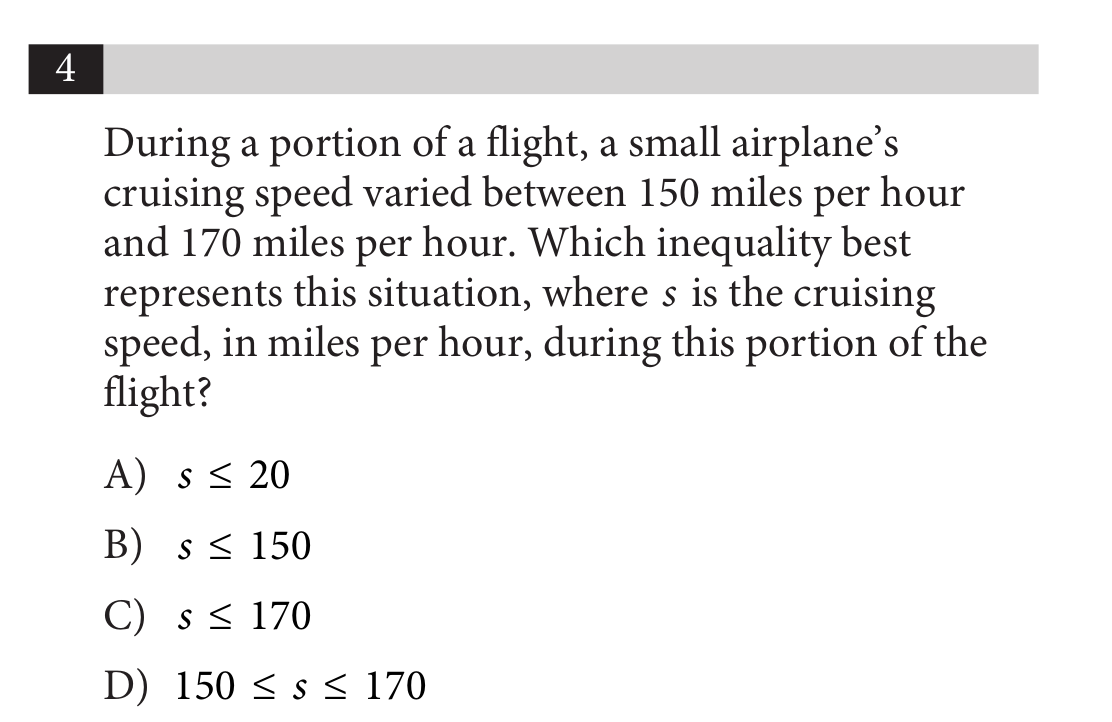 4
During a portion of a flight, a small airplane’s
cruising speed varied between 150 miles per hour
and 170 miles per hour. Which inequality best
represents this situation, where s is the cruising
speed, in miles per hour, during this portion of the
flight?
A) s ≤ 20
B) s ≤ 150
C) s ≤ 170
D) 150 ≤ s ≤ 170